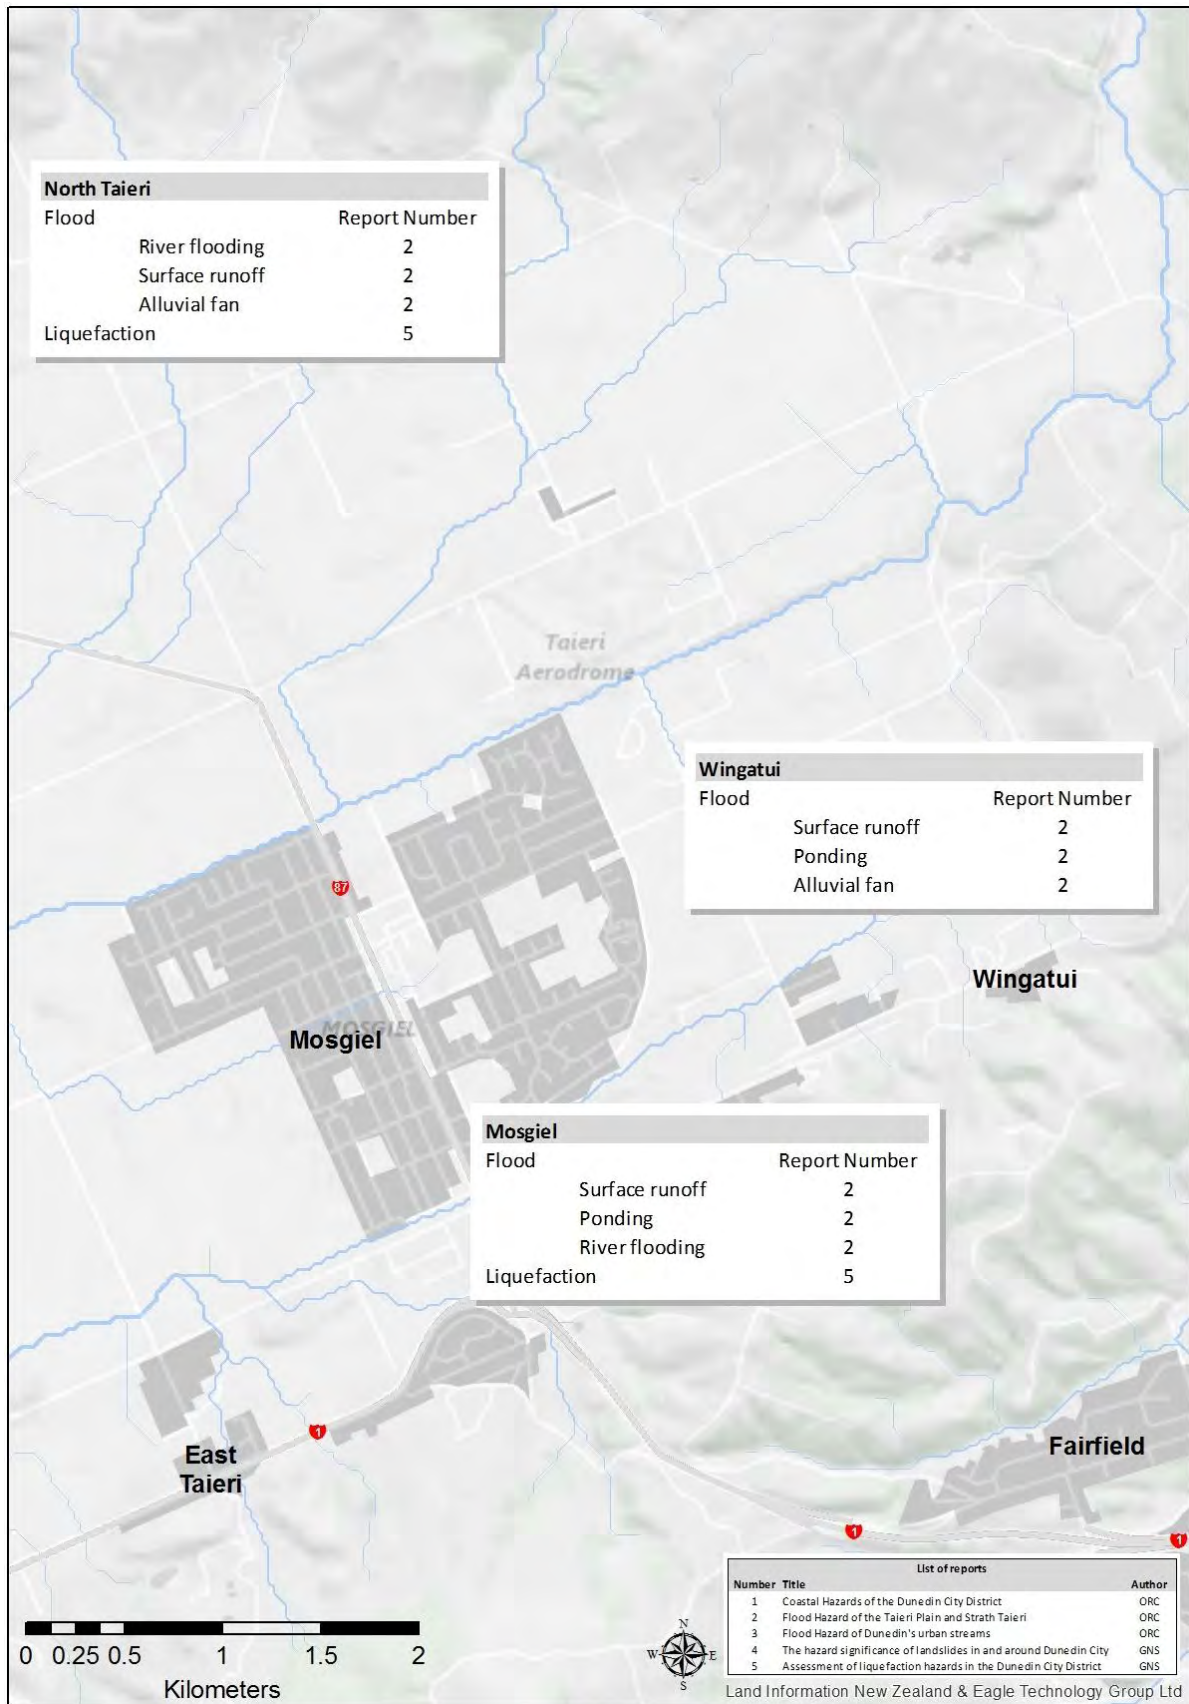 North Taieri
Flood Report Number
River flooding 2
Surface runoff 2
Alluvial fan 2
Liquefaction 5
Taieri
Aerodrome
Wingatui
Flood Report Number
Surface runoff 2
Ponding 2
Alluvial fan 2
87
Wingatui
MOSGIEL
Mosgiel
Mosgiel
Flood Report Number
Surface runoff 2
Ponding 2
River flooding 2
Liquefaction 5
1
East
Taieri
Fairfield
1
1
List of reports
Number Title Author
1 Coastal Hazards of the Dunedin City District ORC
2 Flood Hazard of the Taieri Plain and Strath Taieri ORC
3 Flood Hazard of Dunedin's urban streams ORC
4 The hazard significance of landslides in and around Dunedin City GNS
5 Assessment of liquefaction hazards in the Dunedin City District GNS
N
W E
S
0 0.25 0.5 1 1.5 2
Kilometers
Land Information New Zealand & Eagle Technology Group Ltd